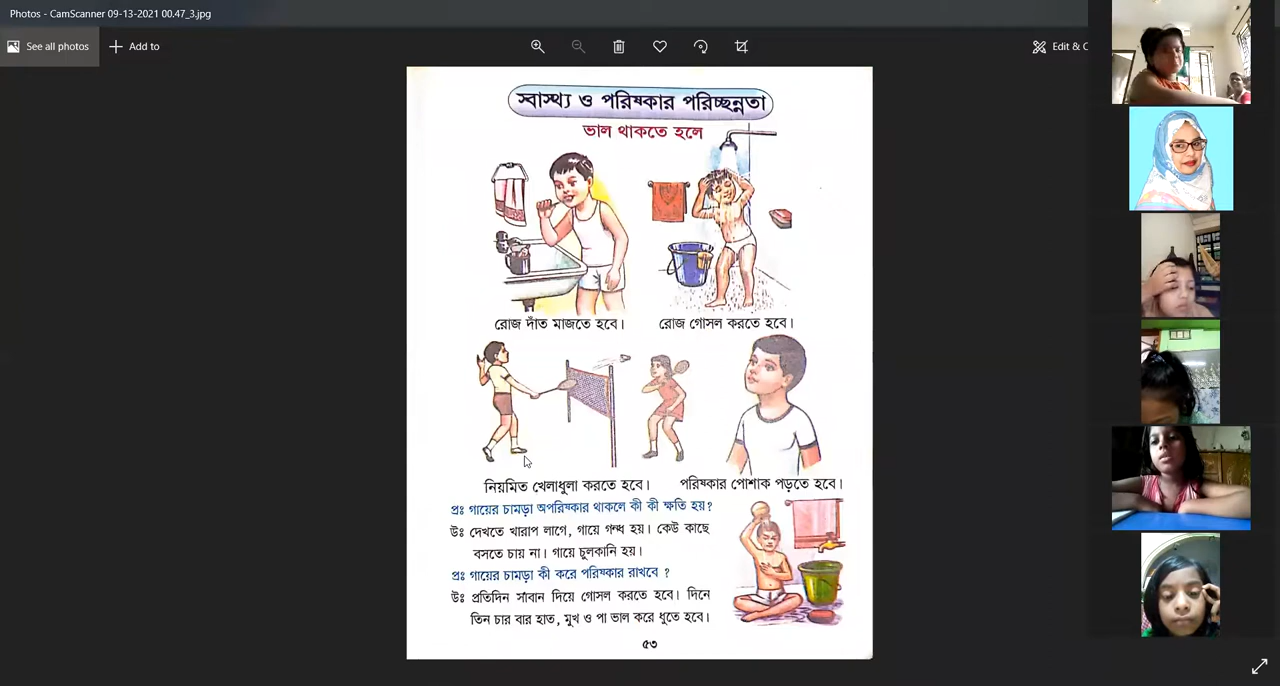 Photos - CamScanner 09-13-2021 00.47_3.jpg
See all photos
Add to
Edit & C
স্বাস্থ্য ও পরিষ্কার পরিচ্ছন্নতা
ভাল থাকতে হলে
রোজ দাঁত মাজতে হবে।
রোজ গোসল করতে হবে।
নিয়মিত খেলাধুলা করতে হবে।
পরিষ্কার পোশাক পড়তে হবে।
প্রঃ গায়ের চামড়া অপরিষ্কার থাকলে কী কী ক্ষতি হয়?
উঃ দেখতে খারাপ লাগে, গায়ে গন্ধ হয়। কেউ কাছে
বসতে চায় না। গায়ে চুলকানি হয়।
প্রঃ গায়ের চামড়া কী করে পরিষ্কার রাখবে ?
উঃ প্রতিদিন সাবান দিয়ে গোসল করতে হবে। দিনে
তিন চার বার হাত, মুখ ও পা ভাল করে ধুতে হবে।
৫৩